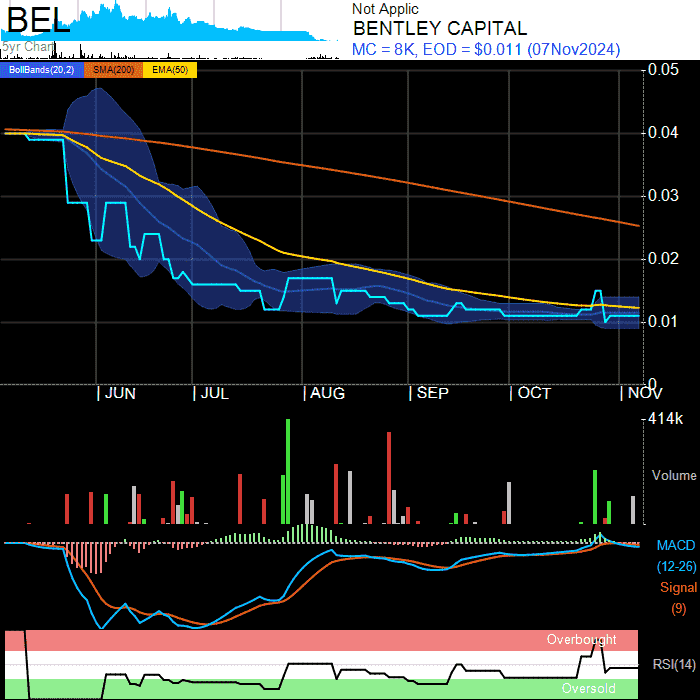 BEL
5yr Chart
Not Applic
BENTLEY CAPITAL
MC = 8K, EOD = $0.011 (07Nov2024)
BollBands(20,2) SMA(200) EMA(50)
0.05
0.04
0.03
0.02
0.01
0
JUN JUL AUG SEP OCT NOV
414k
Volume
MACD
(12-26)
Signal
(9)
Overbought
RSI(14)
Oversold